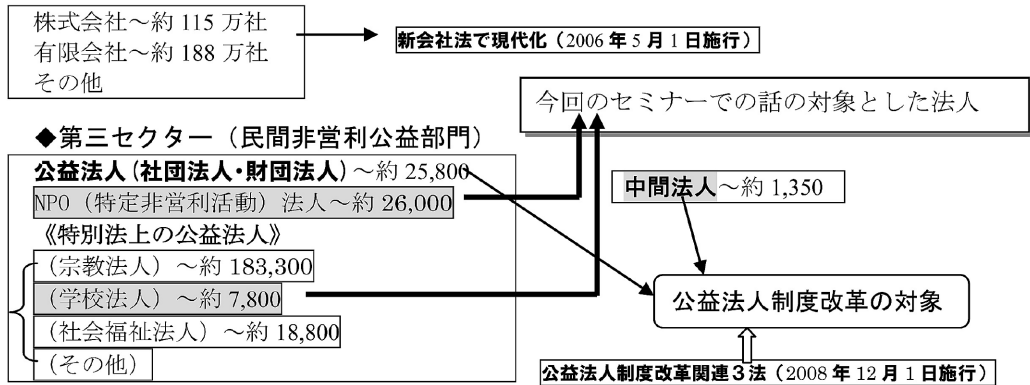 株式会社～約 115 万社
有限会社～約 188 万社
その他
新会社法で現代化（2006 年 5 月 1 日施行）
今回のセミナーでの話の対象とした法人
◆第三セクター（民間非営利公益部門）
公益法人（社団法人・財団法人）～約 25,800
NPO（特定非営利活動）法人～約 26,000
《特別法上の公益法人》
（宗教法人）～約 183,300
（学校法人）～約 7,800
（社会福祉法人）～約 18,800
（その他）
中間法人～約 1,350
公益法人制度改革の対象
公益法人制度改革関連３法（2008 年 12 月 1 日施行）